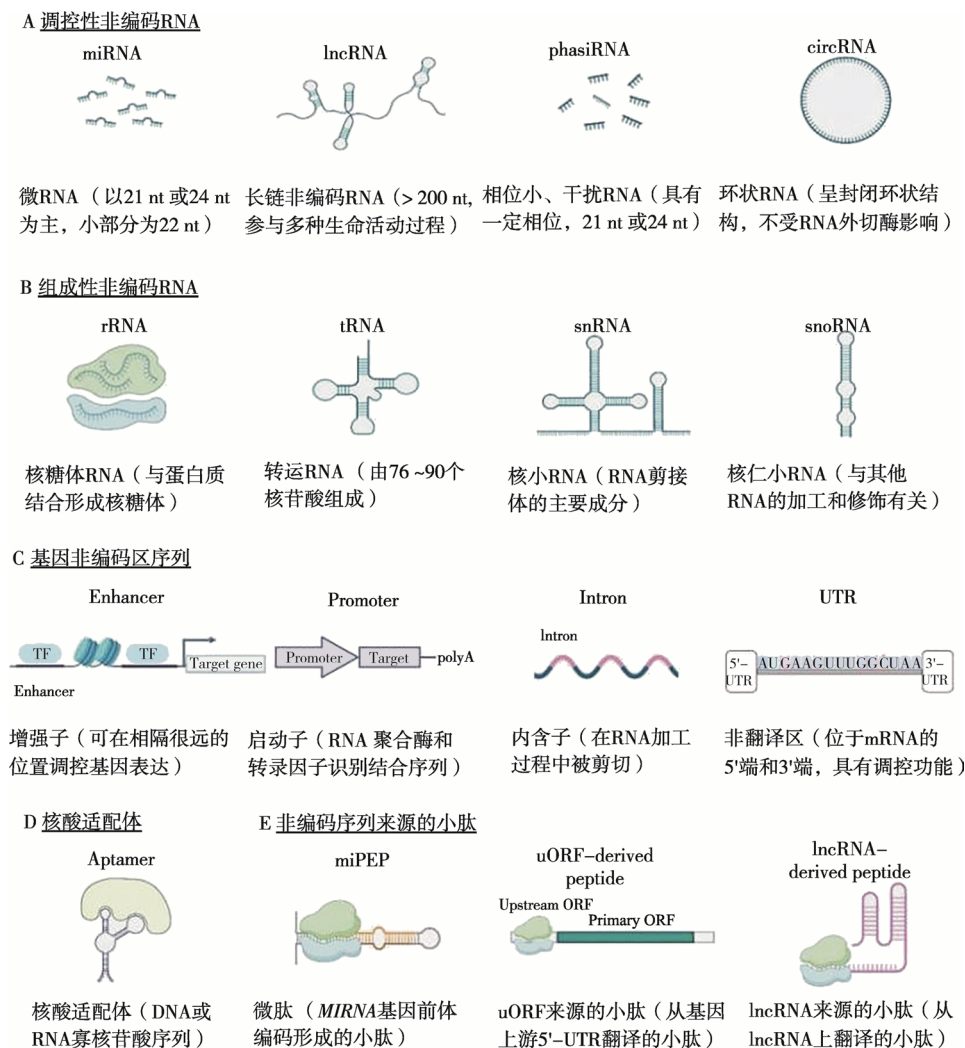 A 调控性非编码RNA
miRNA
lncRNA
phasiRNA
circRNA
微RNA（以21 nt 或24 nt
为主，小部分为22 nt）
长链非编码RNA（> 200 nt,
参与多种生命活动过程）
相位小、干扰RNA（具有
一定相位，21 nt 或24 nt）
环状RNA（呈封闭环状结
构，不受RNA外切酶影响）
B 组成性非编码RNA
rRNA
tRNA
snRNA
snoRNA
核糖体RNA（与蛋白质
结合形成核糖体）
转运RNA （由76 ~90个
核苷酸组成）
核小RNA（RNA剪接
体的主要成分）
核仁小RNA（与其他
RNA的加工和修饰有关）
C 基因非编码区序列
Enhancer
Promoter
Intron
UTR
TF
TF
Target gene
Enhancer
Promoter
Target
polyA
Intron
5'-
UTR
AUGAAGUUUGGCUAA
3'-
UTR
增强子（可在相隔很远的
位置调控基因表达）
启动子（RNA 聚合酶和
转录因子识别结合序列）
内含子（在RNA加工
过程中被剪切）
非翻译区（位于mRNA的
5'端和3'端，具有调控功能）
D 核酸适配体
Aptamer
核酸适配体（DNA或
RNA寡核苷酸序列）
E 非编码序列来源的小肽
miPEP
uORF-derived
peptide
Upstream ORF
Primary ORF
lncRNA-
derived peptide
微肽（MIRNA基因前体
编码形成的小肽）
uORF来源的小肽（从基因
上游5'-UTR翻译的小肽）
lncRNA来源的小肽（从
lncRNA上翻译的小肽）